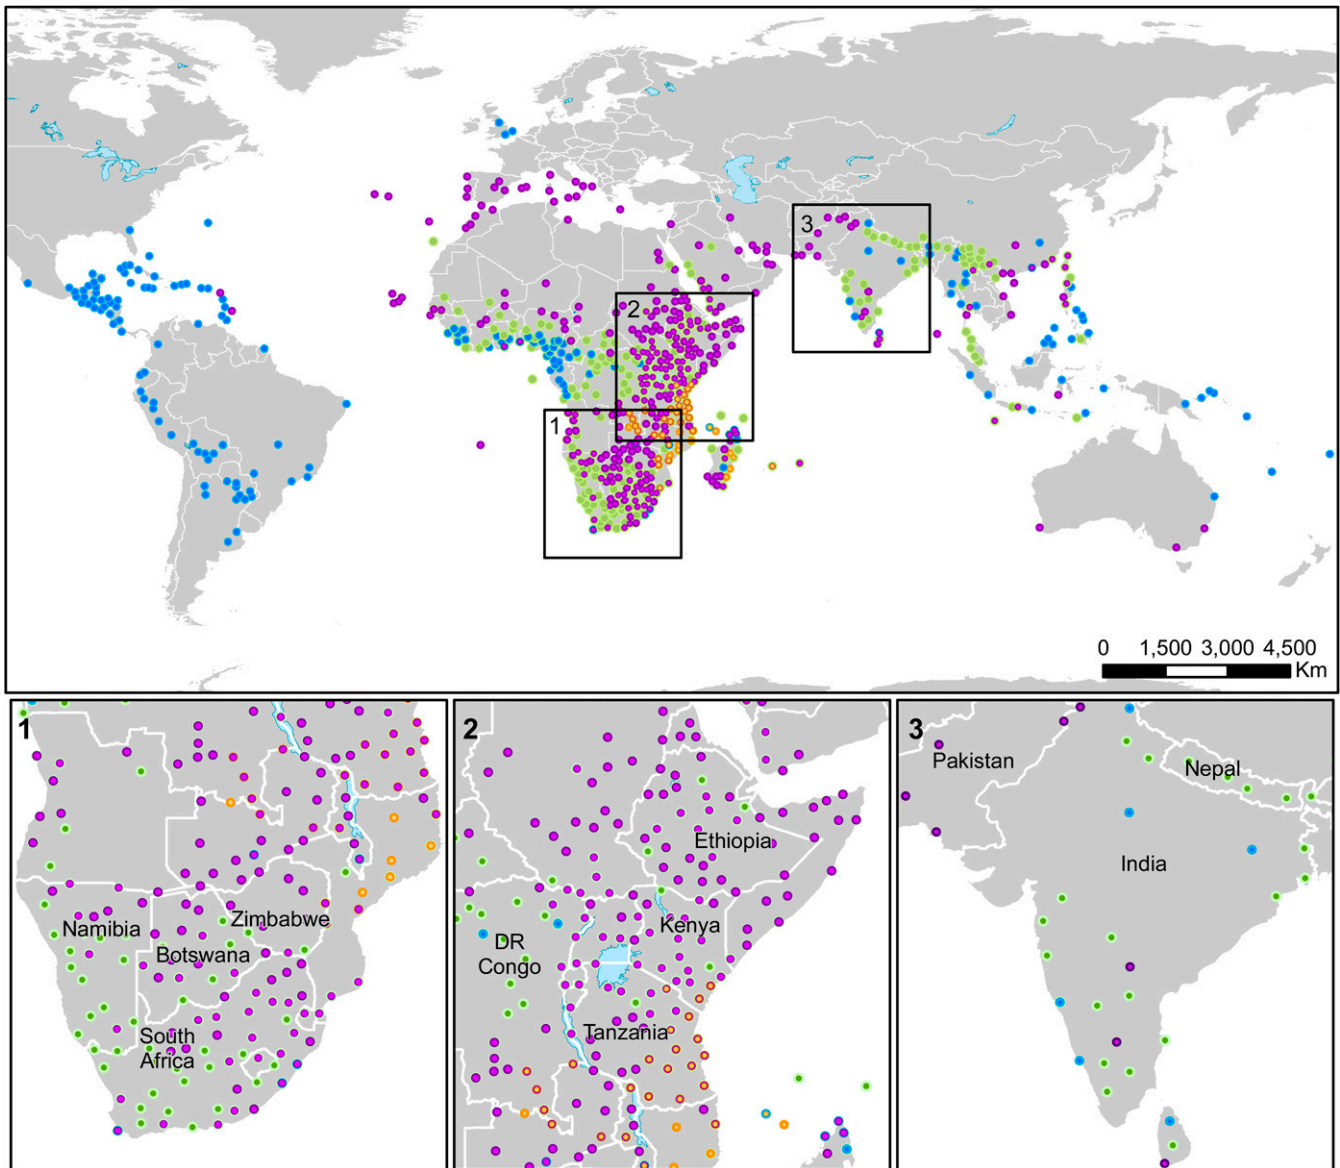 3
2
1
0 1,500 3,000 4,500
Km
1
Namibia
Zimbabwe
Botswana
South
Africa
2
Ethiopia
Kenya
DR
Congo
Tanzania
3
Pakistan
Nepal
India